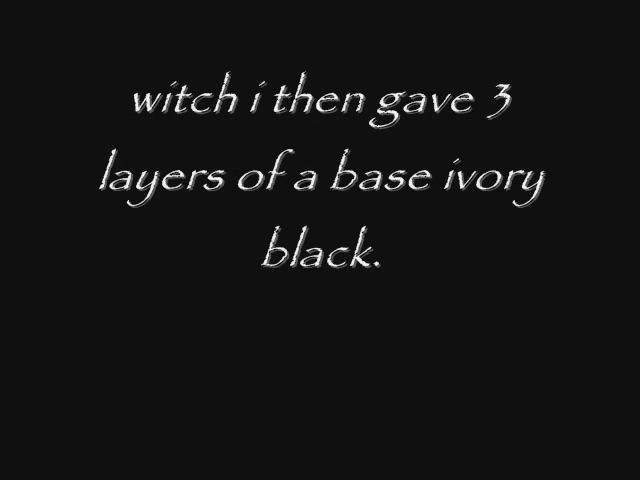 witch i then gave 3
layers of a base ivory
black.